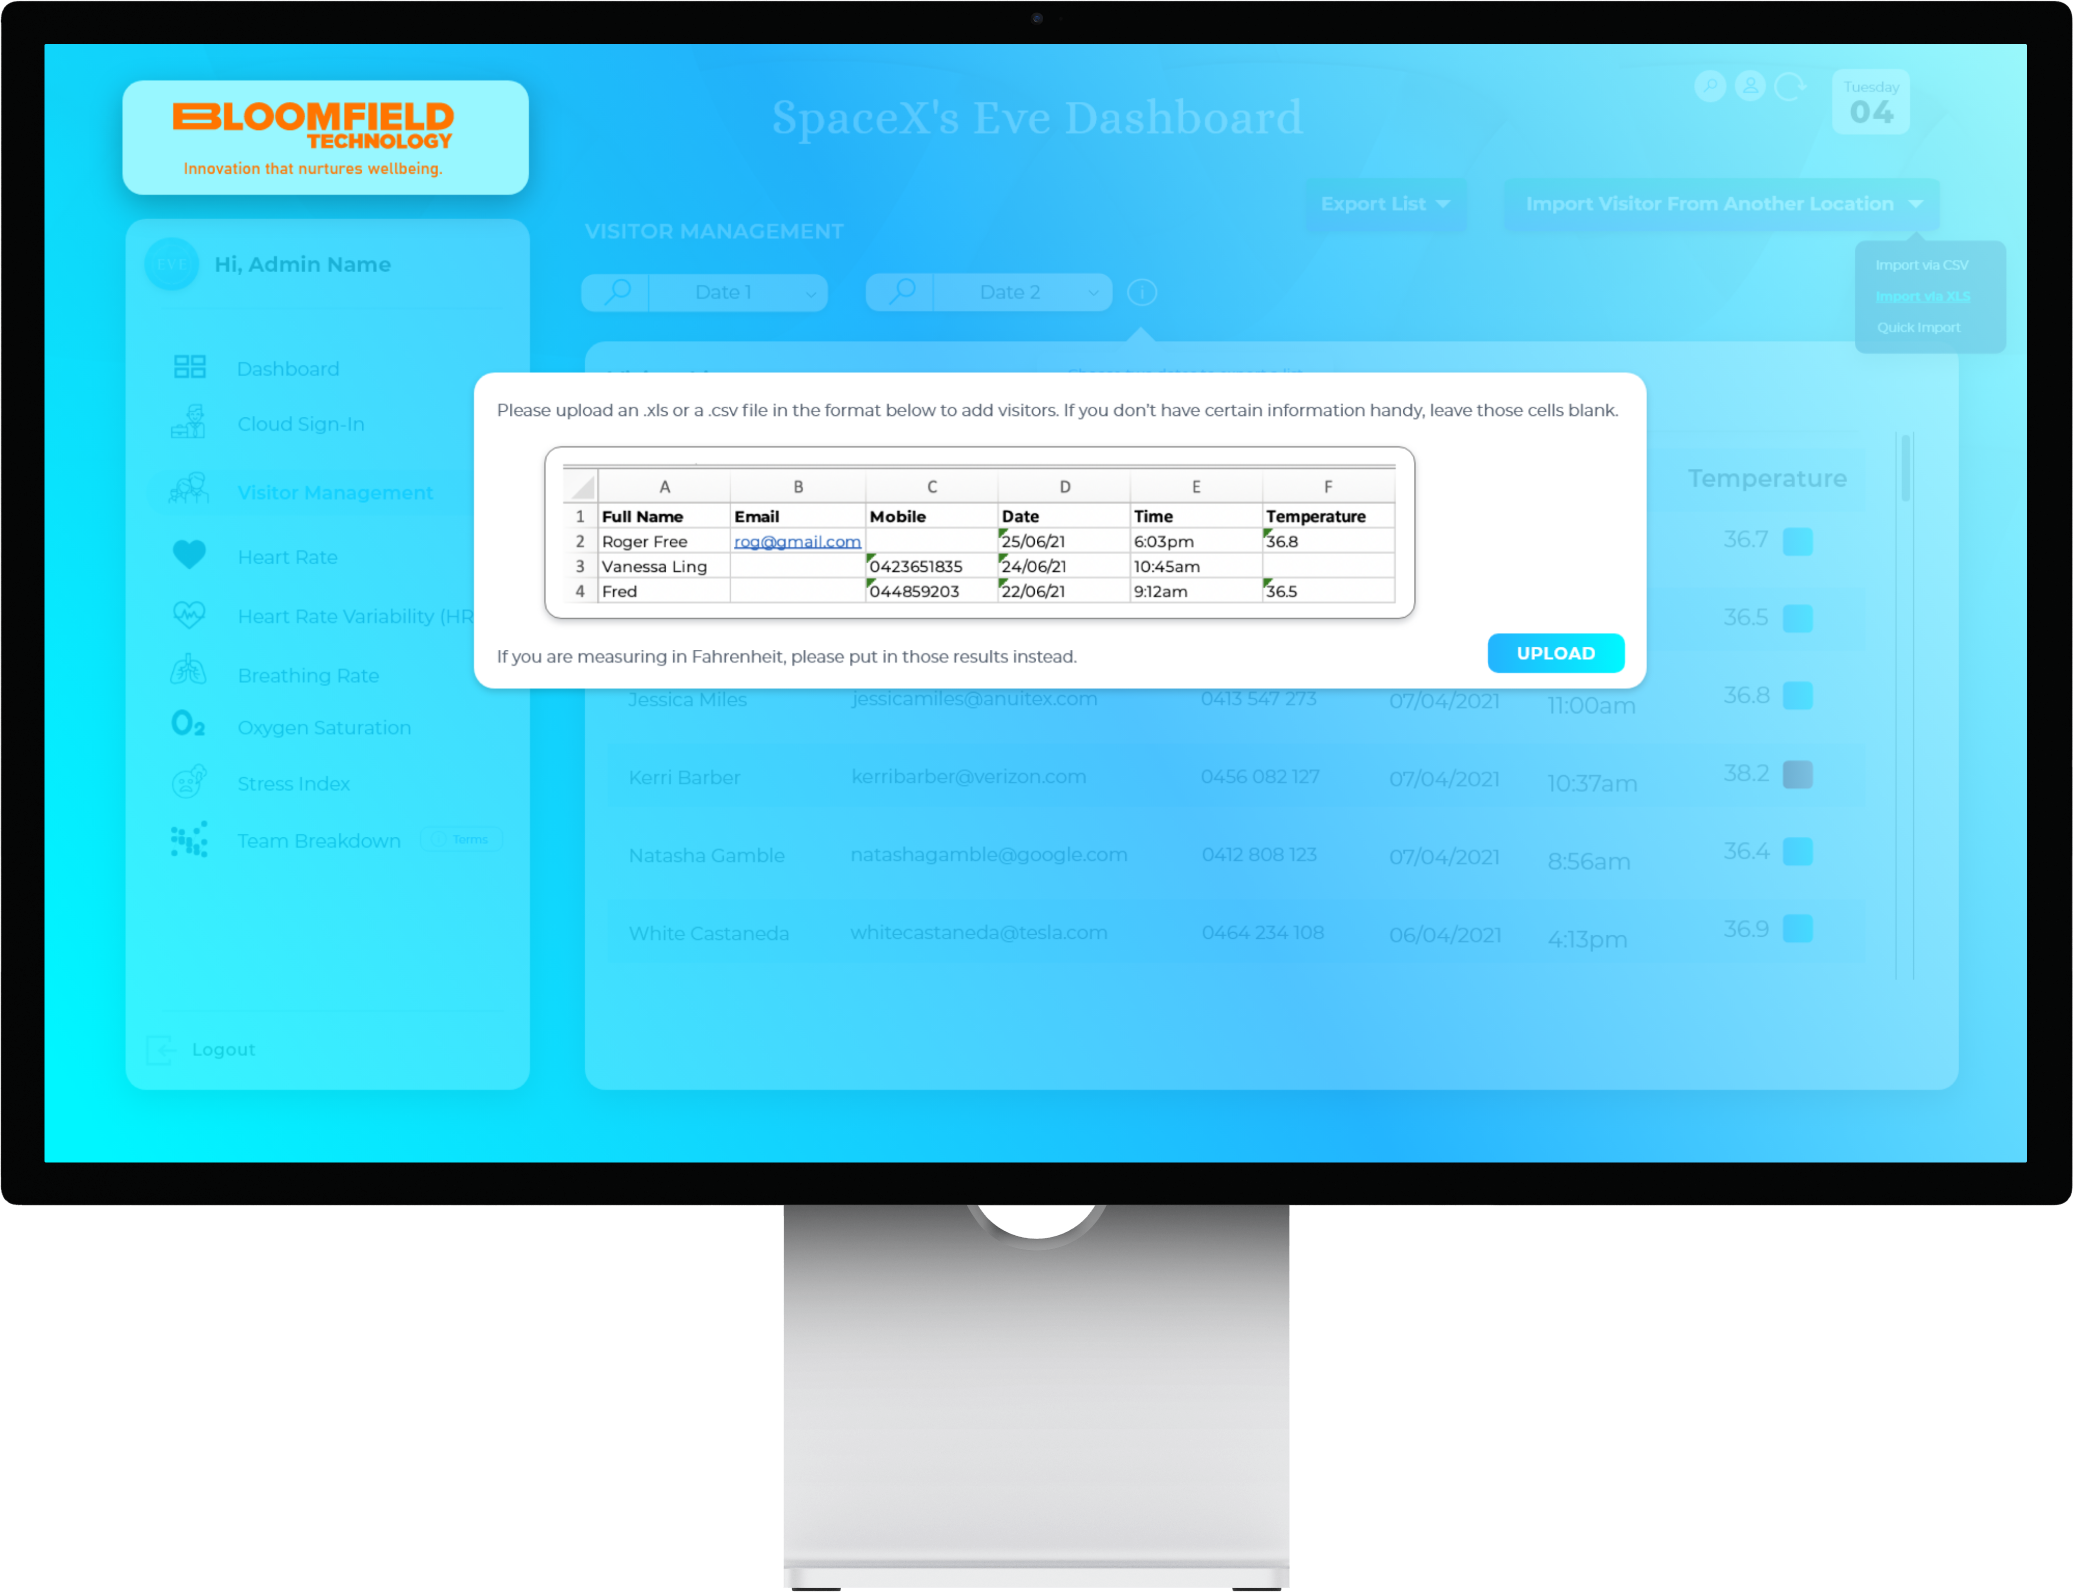 BLOOMFIELD
TECHNOLOGY
Innovation that nurtures wellbeing.
SpaceX's Eve Dashboard
Tuesday
04
Export List
Import Visitor From Another Location
Import via CSV
Import via XLS
Quick Import
EVE
Hi, Admin Name
VISITOR MANAGEMENT
Date 1
Date 2
Dashboard
Cloud Sign-In
Visitor Management
Heart Rate
Heart Rate Variability (HR
Breathing Rate
O2 Oxygen Saturation
Stress Index
Team Breakdown
Terms
Logout
Please upload an .xls or a .csv file in the format below to add visitors. If you don't have certain information handy, leave those cells blank.
A B C D E F
1 Full Name Email Mobile Date Time Temperature
2 Roger Free rog@gmail.com 25/06/21 6:03pm 36.8
3 Vanessa Ling 0423651835 24/06/21 10:45am
4 Fred 044859203 22/06/21 9:12am 36.5
If you are measuring in Fahrenheit, please put in those results instead.
UPLOAD
Temperature
36.7
36.5
Jessica Miles jessicamiles@anuitex.com 0413 547 273 07/04/2021 11:00am 36.8
Kerri Barber kerribarber@verizon.com 0456 082 127 07/04/2021 10:37am 38.2
Natasha Gamble natashagamble@google.com 0412 808 123 07/04/2021 8:56am 36.4
White Castaneda whitecastaneda@tesla.com 0464 234 108 06/04/2021 4:13pm 36.9